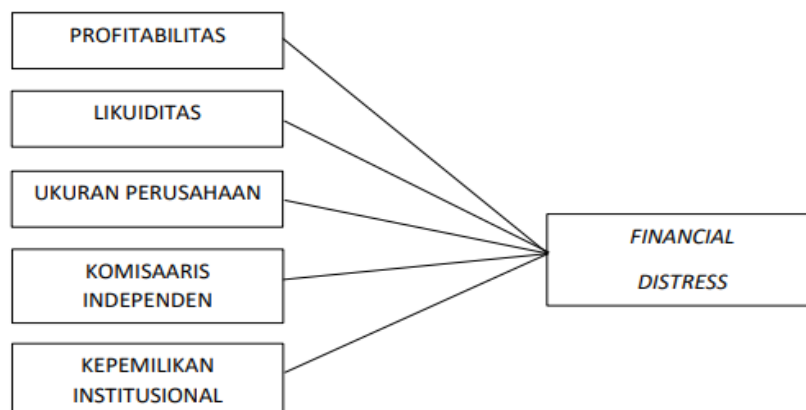 PROFITABILITAS
LIKUIDITAS
UKURAN PERUSAHAAN
KOMISAARIS
INDEPENDEN
KEPEMILIKAN
INSTITUSIONAL
FINANCIAL
DISTRESS